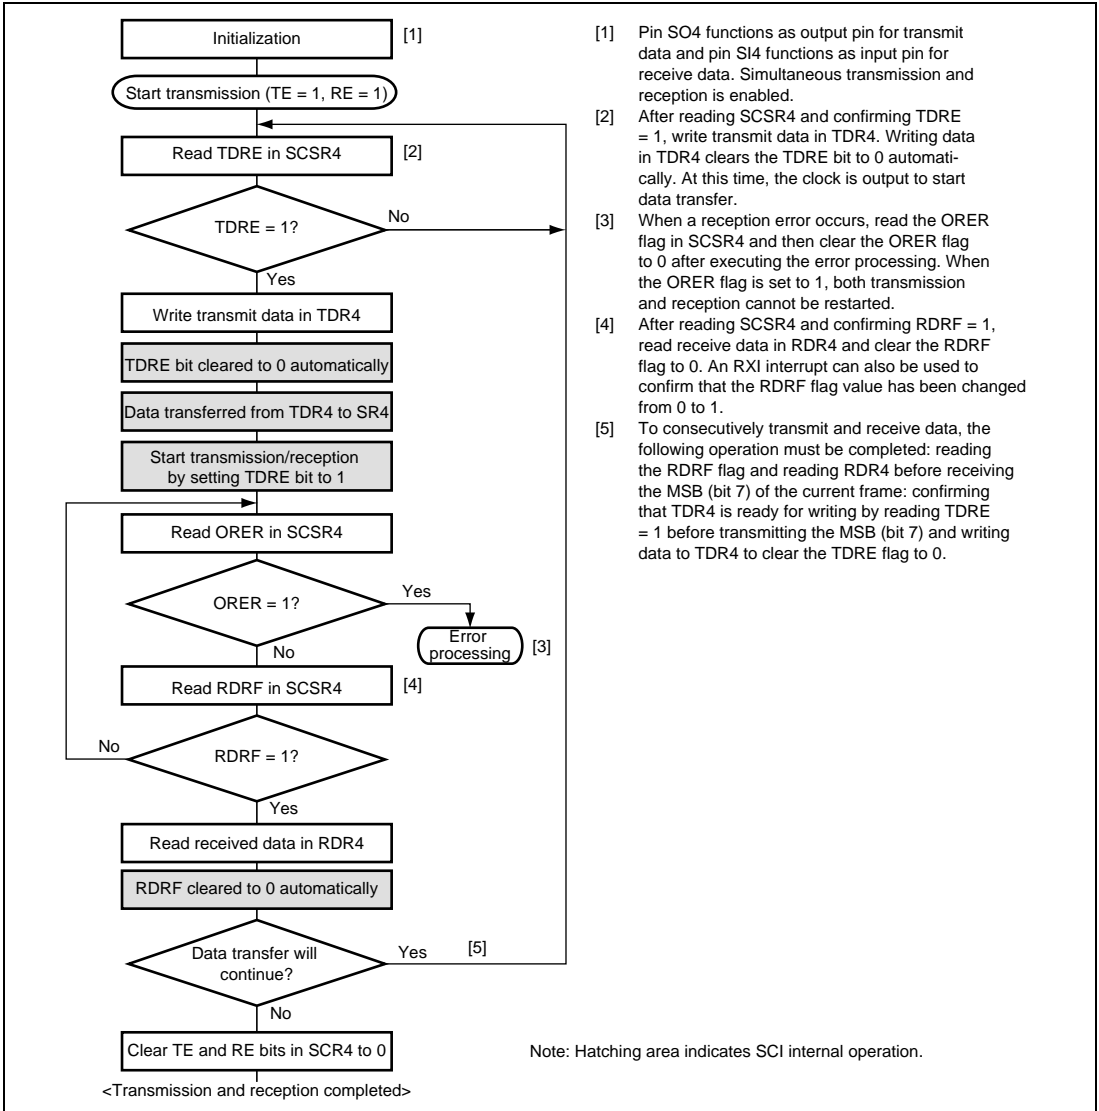 Initialization
[1]
Start transmission (TE = 1, RE = 1)
Read TDRE in SCSR4
[2]
TDRE = 1?
No
Yes
Write transmit data in TDR4
TDRE bit cleared to 0 automatically
Data transferred from TDR4 to SR4
Start transmission/reception
by setting TDRE bit to 1
Read ORER in SCSR4
ORER = 1?
Yes
Error
processing
[3]
No
Read RDRF in SCSR4
[4]
No
RDRF = 1?
Yes
Read received data in RDR4
RDRF cleared to 0 automatically
Data transfer will
continue?
Yes
[5]
No
Clear TE and RE bits in SCR4 to 0
<Transmission and reception completed>
[1] Pin SO4 functions as output pin for transmit
data and pin SI4 functions as input pin for
receive data. Simultaneous transmission and
reception is enabled.
[2] After reading SCSR4 and confirming TDRE
= 1, write transmit data in TDR4. Writing data
in TDR4 clears the TDRE bit to 0 automati-
cally. At this time, the clock is output to start
data transfer.
[3] When a reception error occurs, read the ORER
flag in SCSR4 and then clear the ORER flag
to 0 after executing the error processing. When
the ORER flag is set to 1, both transmission
and reception cannot be restarted.
[4] After reading SCSR4 and confirming RDRF = 1,
read receive data in RDR4 and clear the RDRF
flag to 0. An RXI interrupt can also be used to
confirm that the RDRF flag value has been changed
from 0 to 1.
[5] To consecutively transmit and receive data, the
following operation must be completed: reading
the RDRF flag and reading RDR4 before receiving
the MSB (bit 7) of the current frame: confirming
that TDR4 is ready for writing by reading TDRE
= 1 before transmitting the MSB (bit 7) and writing
data to TDR4 to clear the TDRE flag to 0.
Note: Hatching area indicates SCI internal operation.